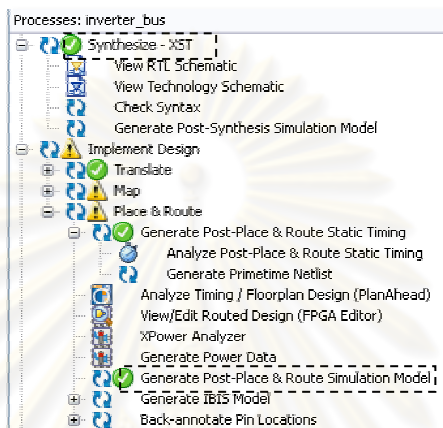 Processes: inverter_bus
Synthesize - XST
View RTL Schematic
View Technology Schematic
Check Syntax
Generate Post-Synthesis Simulation Model
Implement Design
Translate
Map
Place & Route
Generate Post-Place & Route Static Timing
Analyze Post-Place & Route Static Timing
Generate Primetime Netlist
Analyze Timing / Floorplan Design (PlanAhead)
View/Edit Routed Design (FPGA Editor)
XPower Analyzer
Generate Power Data
Generate Post-Place & Route Simulation Model
Generate IBIS Model
Back-annotate Pin Locations